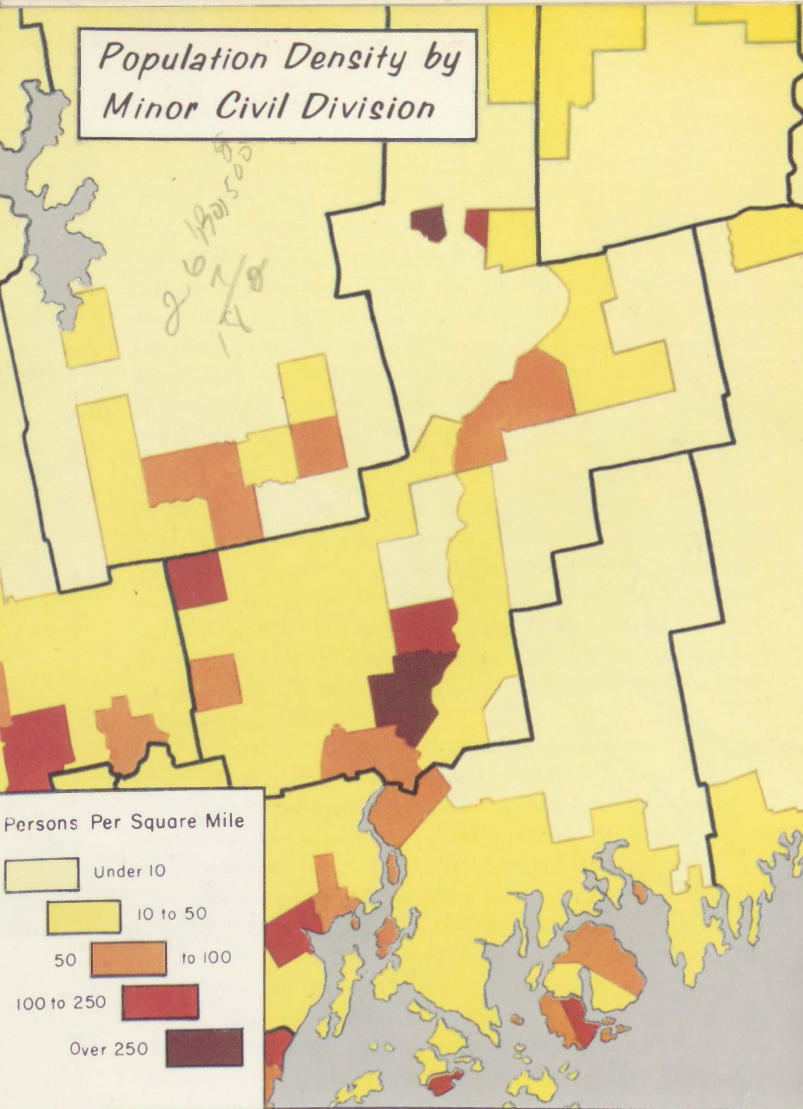 Population Density by
Minor Civil Division
Persons Per Square Mile
Under 10
10 to 50
50 to 100
100 to 250
Over 250